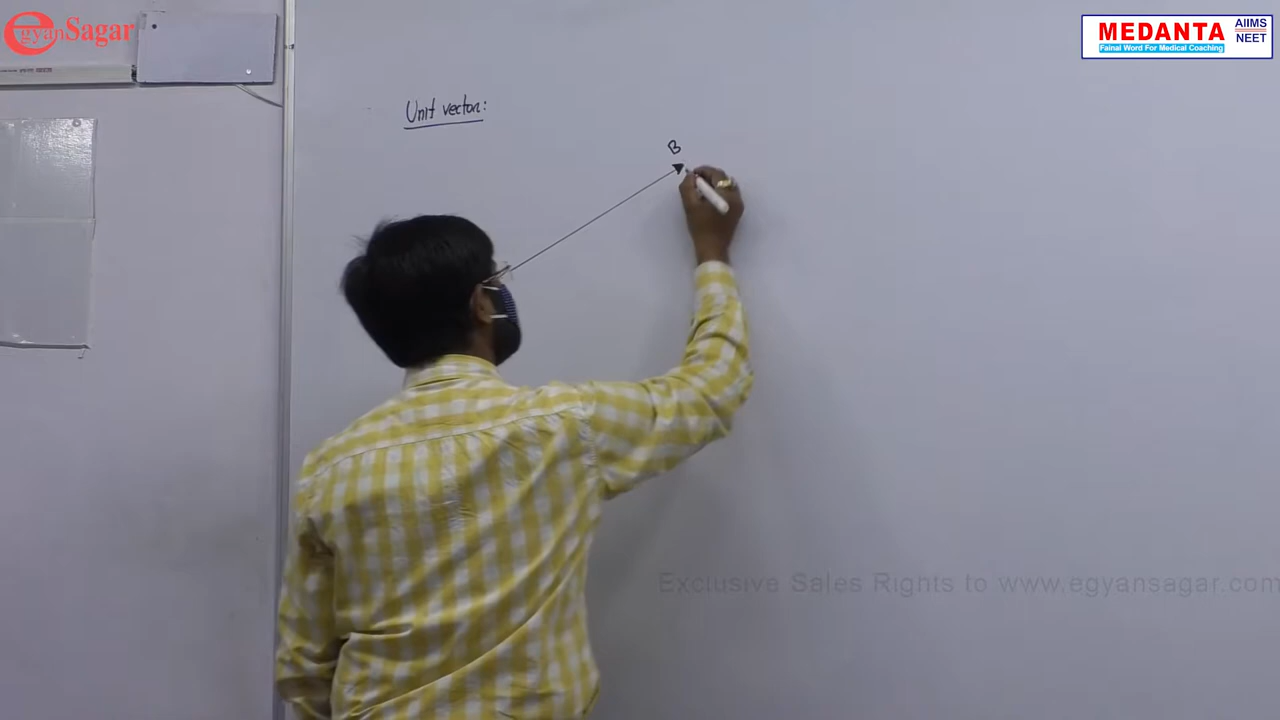 egyanSagar
MEDANTA
AIIMS
NEET
Fainal Word For Medical Coaching
Unit vector:
B
Exclusive Sales Rights to www.egyansagar.com